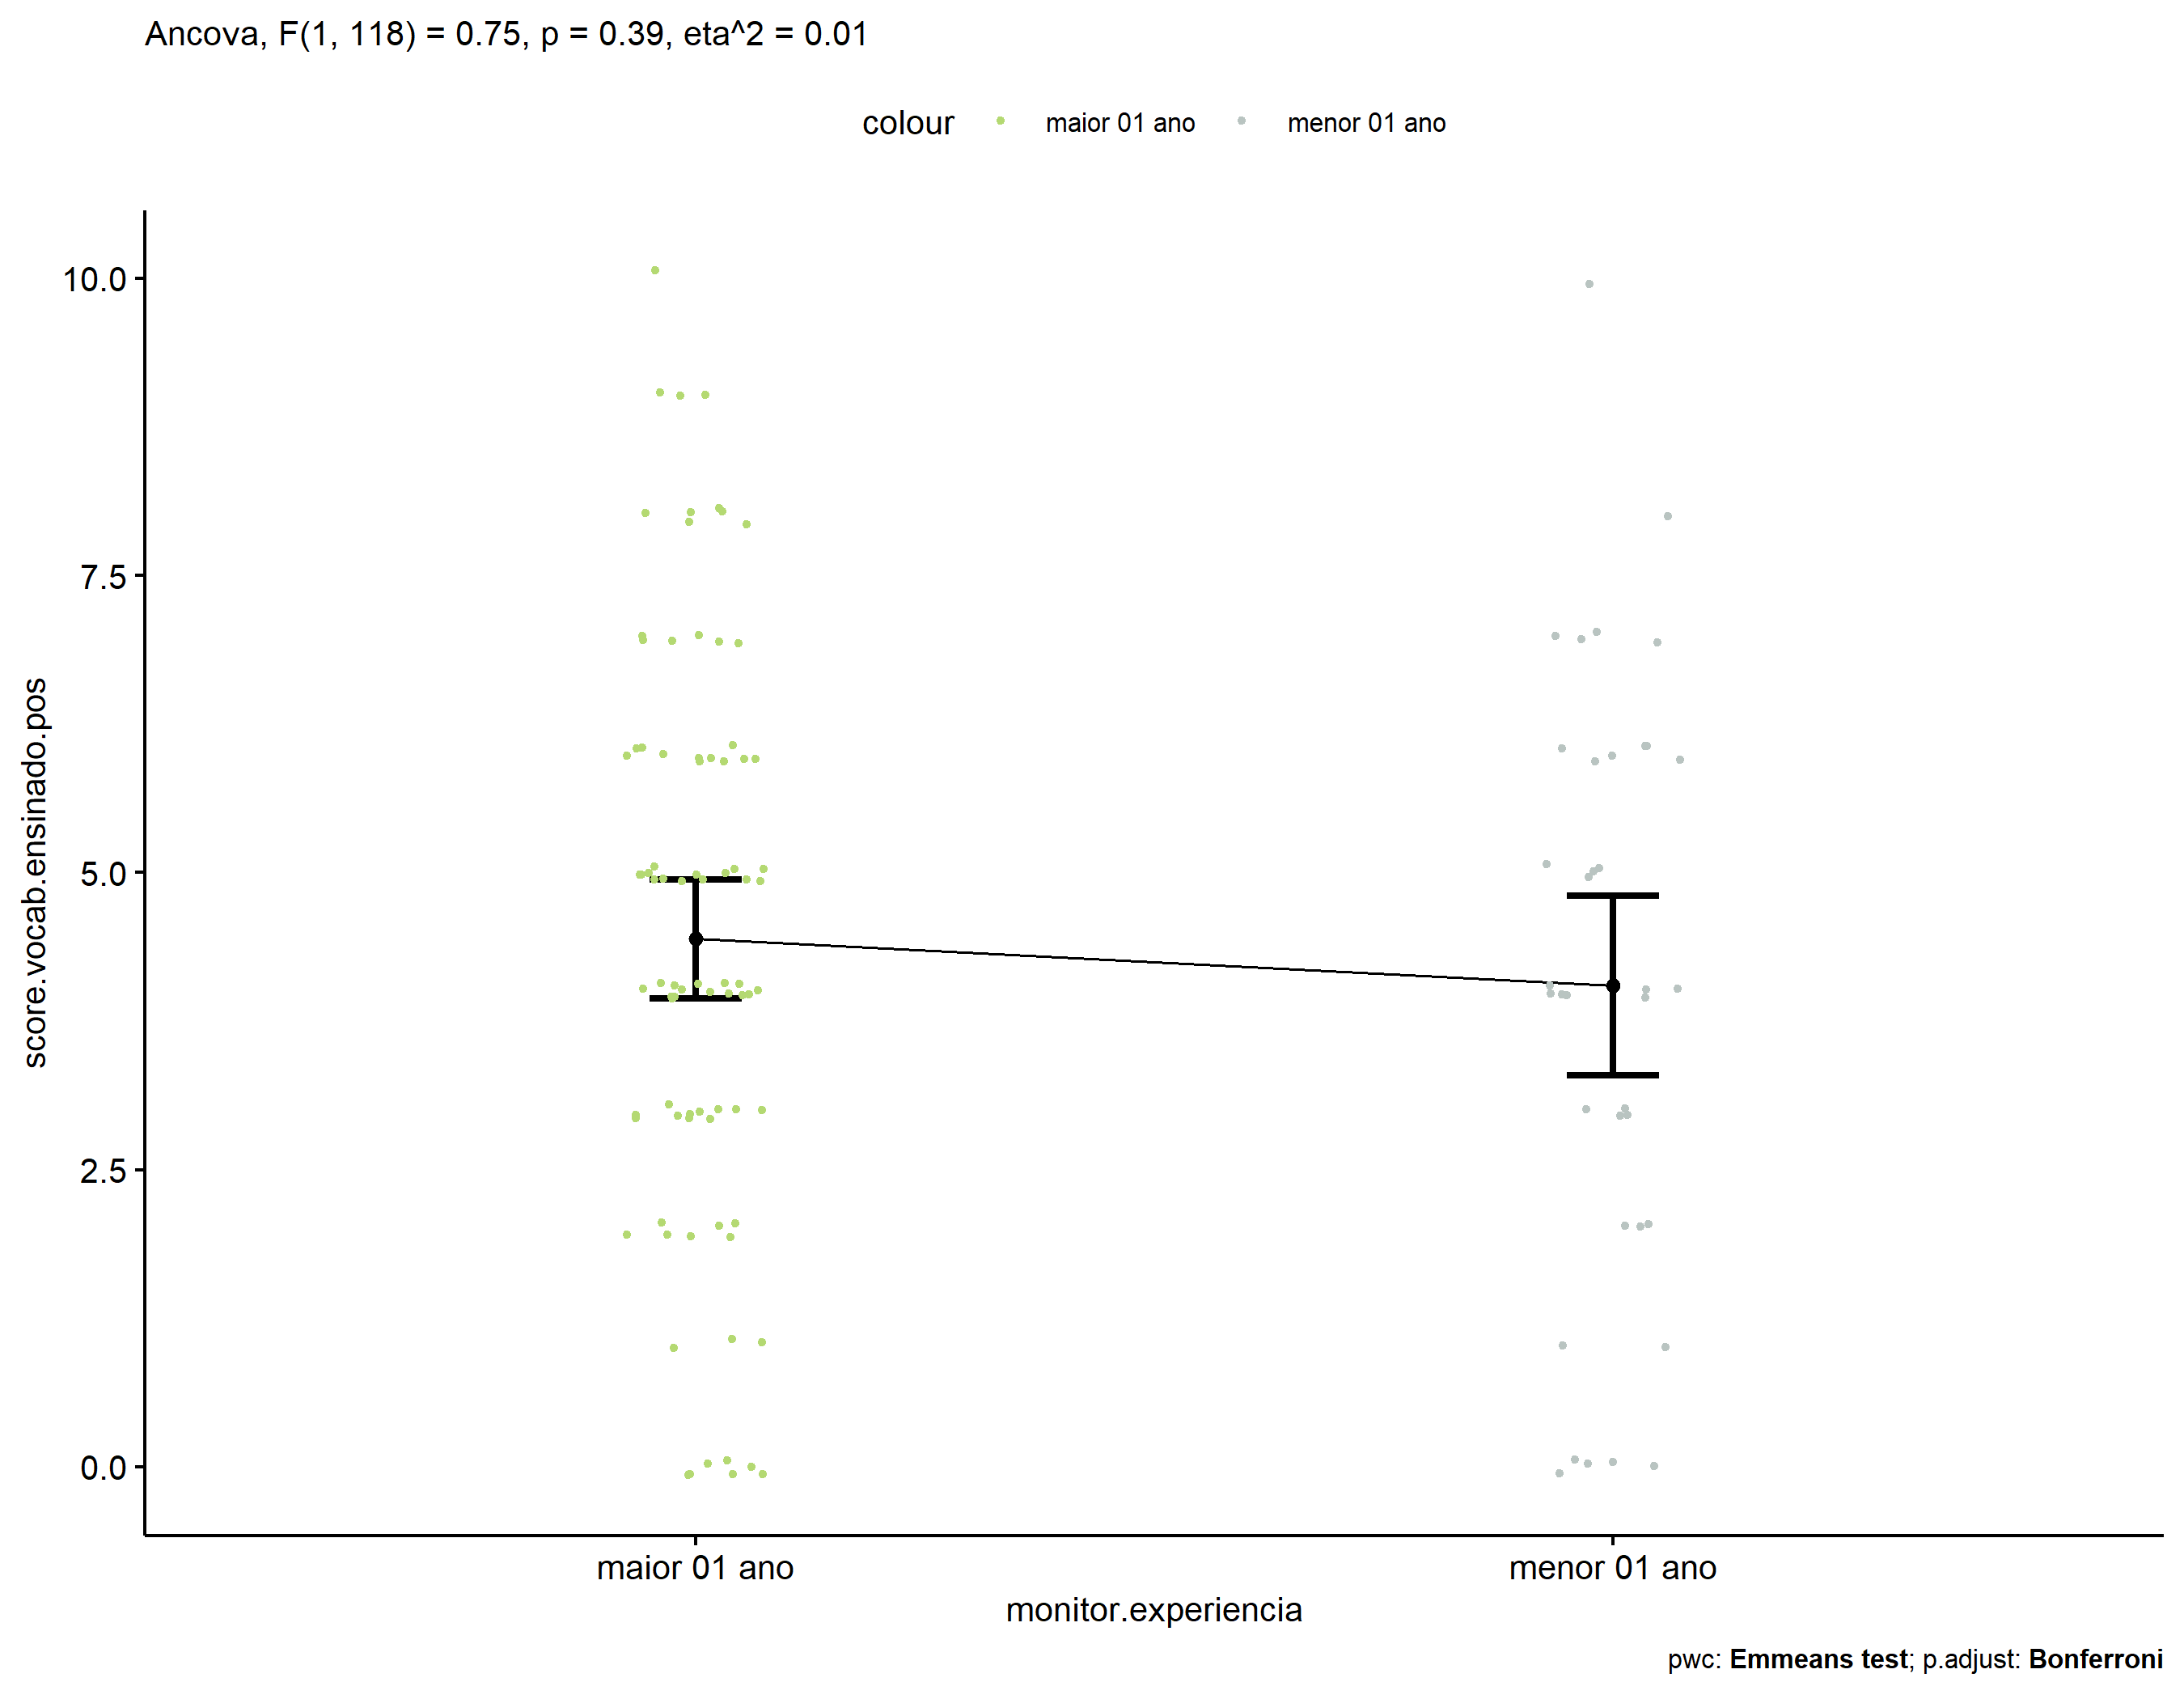 Ancova, F(1, 118) = 0.75, p = 0.39, eta^2 = 0.01
colour maior 01 ano menor 01 ano
10.0
7.5
5.0
2.5
0.0
score.vocab.ensinado.pos
maior 01 ano menor 01 ano
monitor.experiencia
pwc: Emmeans test; p.adjust: Bonferroni